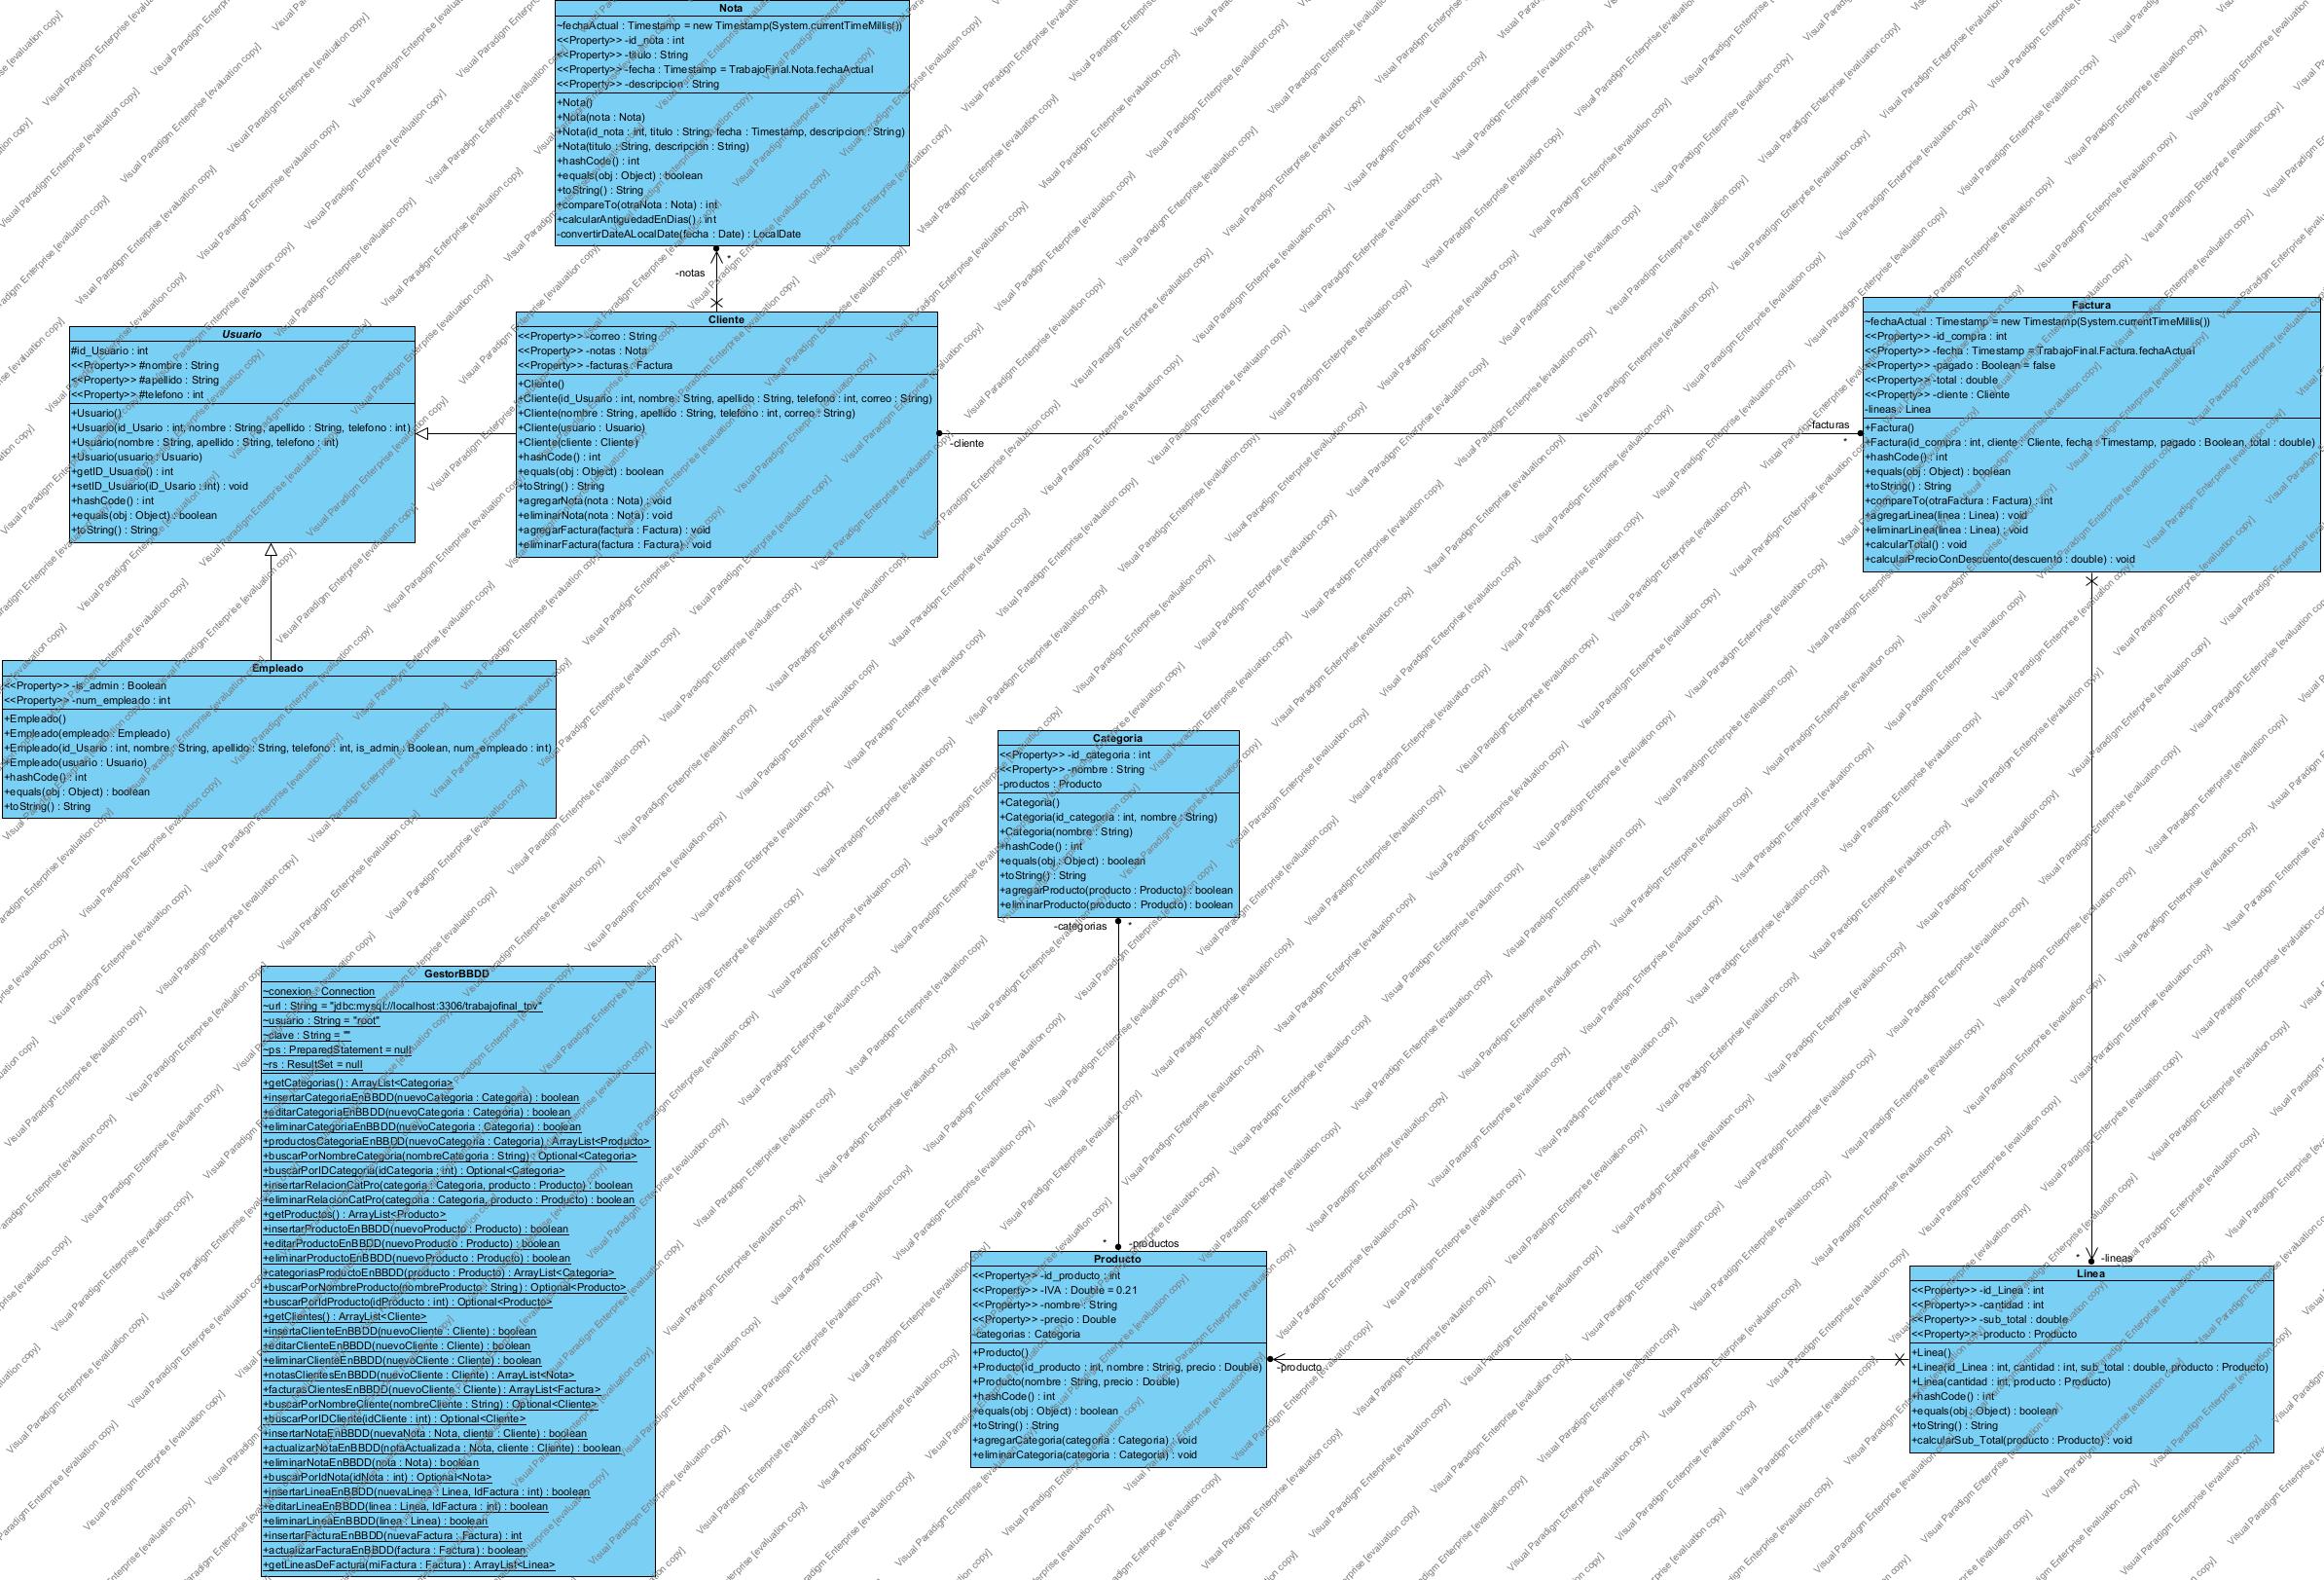 Nota
~fechaActual : Timestamp = new Timestamp(System.currentTimeMillis())
<<Property>> -id_nota : int
<<Property>> -titulo : String
<<Property>> -fecha : Timestamp = TrabajoFinal.Nota.fechaActual
<<Property>> -descripcion : String
+Nota()
+Nota(nota : Nota)
+Nota(id_nota : int, titulo : String, fecha : Timestamp, descripcion : String)
+Nota(titulo : String, descripcion : String)
+hashCode() : int
+equals(obj : Object) : boolean
+toString() : String
+compareTo(otraNota : Nota) : int
+calcularAntiguedadEnDias() : int
-convertirDateALocalDate(fecha : Date) : LocalDate
*
-notas
Usuario
#id_Usuario : int
<<Property>> #nombre : String
<<Property>> #apellido : String
<<Property>> #telefono : int
+Usuario()
+Usuario(id_Usario : int, nombre : String, apellido : String, telefono : int)
+Usuario(nombre : String, apellido : String, telefono : int)
+Usuario(usuario : Usuario)
+getID_Usuario() : int
+setID_Usuario(iD_Usario : int) : void
+hashCode() : int
+equals(obj : Object) : boolean
+toString() : String
Cliente
<<Property>> -correo : String
<<Property>> -notas : Nota
<<Property>> -facturas : Factura
+Cliente()
+Cliente(id_Usuario : int, nombre : String, apellido : String, telefono : int, correo : String)
+Cliente(nombre : String, apellido : String, telefono : int, correo : String)
+Cliente(usuario : Usuario)
+Cliente(cliente : Cliente)
+hashCode() : int
+equals(obj : Object) : boolean
+toString() : String
+agregarNota(nota : Nota) : void
+eliminarNota(nota : Nota) : void
+agregarFactura(factura : Factura) : void
+eliminarFactura(factura : Factura) : void
-cliente
-facturas
*
Factura
~fechaActual : Timestamp = new Timestamp(System.currentTimeMillis())
<<Property>> -id_compra : int
<<Property>> -fecha : Timestamp = TrabajoFinal.Factura.fechaActual
<<Property>> -pagado : Boolean = false
<<Property>> -total : double
<<Property>> -cliente : Cliente
-lineas : Linea
+Factura()
+Factura(id_compra : int, cliente : Cliente, fecha : Timestamp, pagado : Boolean, total : double)
+hashCode() : int
+equals(obj : Object) : boolean
+toString() : String
+compareTo(otraFactura : Factura) : int
+agregarLinea(linea : Linea) : void
+eliminarLinea(linea : Linea) : void
+calcularTotal() : void
+calcularPrecioConDescuento(descuento : double) : void
Empleado
<<Property>> -is_admin : Boolean
<<Property>> -num_empleado : int
+Empleado()
+Empleado(empleado : Empleado)
+Empleado(id_Usario : int, nombre : String, apellido : String, telefono : int, is_admin : Boolean, num_empleado : int)
+Empleado(usuario : Usuario)
+hashCode() : int
+equals(obj : Object) : boolean
+toString() : String
Categoria
<<Property>> -id_categoria : int
<<Property>> -nombre : String
-productos : Producto
+Categoria()
+Categoria(id_categoria : int, nombre : String)
+Categoria(nombre : String)
+hashCode() : int
+equals(obj : Object) : boolean
+toString() : String
+agregarProducto(producto : Producto) : boolean
+eliminarProducto(producto : Producto) : boolean
-categorias *
* -productos
GestorBBDD
~conexion : Connection
~url : String = "jdbc:mysql://localhost:3306/trabajofinal_tpv"
~usuario : String = "root"
~clave : String = ""
~ps : PreparedStatement = null
~rs : ResultSet = null
+getCategorias() : ArrayList<Categoria>
+insertarCategoriaEnBBDD(nuevoCategoria : Categoria) : boolean
+editarCategoriaEnBBDD(nuevoCategoria : Categoria) : boolean
+eliminarCategoriaEnBBDD(nuevoCategoria : Categoria) : boolean
+productosCategoriaEnBBDD(nuevoCategoria : Categoria) : ArrayList<Producto>
+buscarPorNombreCategoria(nombreCategoria : String) : Optional<Categoria>
+buscarPorIDCategoria(idCategoria : int) : Optional<Categoria>
+insertarRelacionCatPro(categoria : Categoria, producto : Producto) : boolean
+eliminarRelacionCatPro(categoria : Categoria, producto : Producto) : boolean
+getProductos() : ArrayList<Producto>
+insertarProductoEnBBDD(nuevoProducto : Producto) : boolean
+editarProductoEnBBDD(nuevoProducto : Producto) : boolean
+eliminarProductoEnBBDD(nuevoProducto : Producto) : boolean
+categoriasProductoEnBBDD(producto : Producto) : ArrayList<Categoria>
+buscarPorNombreProducto(nombreProducto : String) : Optional<Producto>
+buscarPorIdProducto(idProducto : int) : Optional<Producto>
+getClientes() : ArrayList<Cliente>
+insertaClienteEnBBDD(nuevoCliente : Cliente) : boolean
+editarClienteEnBBDD(nuevoCliente : Cliente) : boolean
+eliminarClienteEnBBDD(nuevoCliente : Cliente) : boolean
+notasClientesEnBBDD(nuevoCliente : Cliente) : ArrayList<Nota>
+facturasClientesEnBBDD(nuevoCliente : Cliente) : ArrayList<Factura>
+buscarPorNombreCliente(nombreCliente : String) : Optional<Cliente>
+buscarPorIDCliente(idCliente : int) : Optional<Cliente>
+insertarNotaEnBBDD(nuevaNota : Nota, cliente : Cliente) : boolean
+actualizarNotaEnBBDD(notaActualizada : Nota, cliente : Cliente) : boolean
+eliminarNotaEnBBDD(nota : Nota) : boolean
+buscarPorIdNota(idNota : int) : Optional<Nota>
+insertarLineaEnBBDD(nuevaLinea : Linea, IdFactura : int) : boolean
+editarLineaEnBBDD(linea : Linea, IdFactura : int) : boolean
+eliminarLineaEnBBDD(linea : Linea) : boolean
+insertarFacturaEnBBDD(nuevaFactura : Factura) : int
+actualizarFacturaEnBBDD(factura : Factura) : boolean
+getLineasDeFactura(miFactura : Factura) : ArrayList<Linea>
Producto
<<Property>> -id_producto : int
<<Property>> -IVA : Double = 0.21
<<Property>> -nombre : String
<<Property>> -precio : Double
-categorias : Categoria
+Producto()
+Producto(id_producto : int, nombre : String, precio : Double)
+Producto(nombre : String, precio : Double)
+hashCode() : int
+equals(obj : Object) : boolean
+toString() : String
+agregarCategoria(categoria : Categoria) : void
+eliminarCategoria(categoria : Categoria) : void
-producto
* -lineas
Linea
<<Property>> -id_Linea : int
<<Property>> -cantidad : int
<<Property>> -sub_total : double
<<Property>> -producto : Producto
+Linea()
+Linea(id_Linea : int, cantidad : int, sub_total : double, producto : Producto)
+Linea(cantidad : int, producto : Producto)
+hashCode() : int
+equals(obj : Object) : boolean
+toString() : String
+calcularSub_Total(producto : Producto) : void
Visual Paradigm Enterprise [evaluation copy]